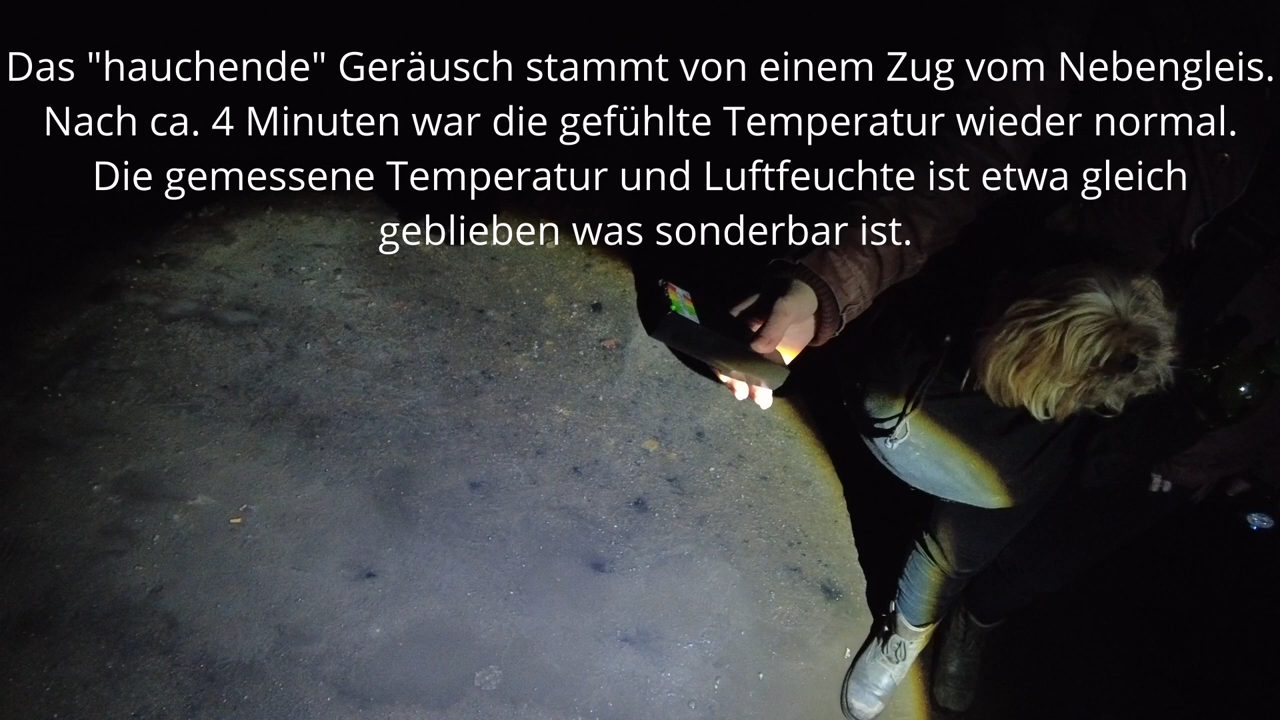 Das "hauchende" Geräusch stammt von einem Zug vom Nebengleis.
Nach ca. 4 Minuten war die gefühlte Temperatur wieder normal.
Die gemessene Temperatur und Luftfeuchte ist etwa gleich
geblieben was sonderbar ist.